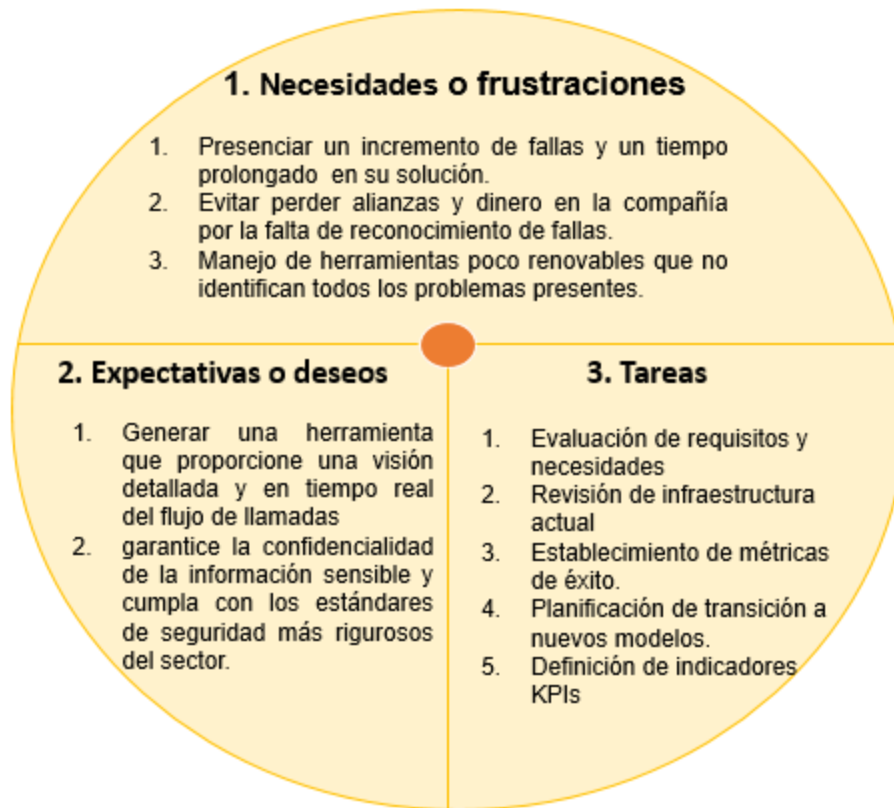 1. Necesidades o frustraciones
1. Presenciar un incremento de fallas y un tiempo
prolongado en su solución.
2. Evitar perder alianzas y dinero en la compañía
por la falta de reconocimiento de fallas.
3. Manejo de herramientas poco renovables que no
identifican todos los problemas presentes.
2. Expectativas o deseos
1. Generar una herramienta
que proporcione una visión
detallada y en tiempo real
del flujo de llamadas
2. garantice la confidencialidad
de la información sensible y
cumpla con los estándares
de seguridad más rigurosos
del sector.
3. Tareas
1. Evaluación de requisitos y
necesidades
2. Revisión de infraestructura
actual
3. Establecimiento de métricas
de éxito.
4. Planificación de transición a
nuevos modelos.
5. Definición de indicadores
KPIs